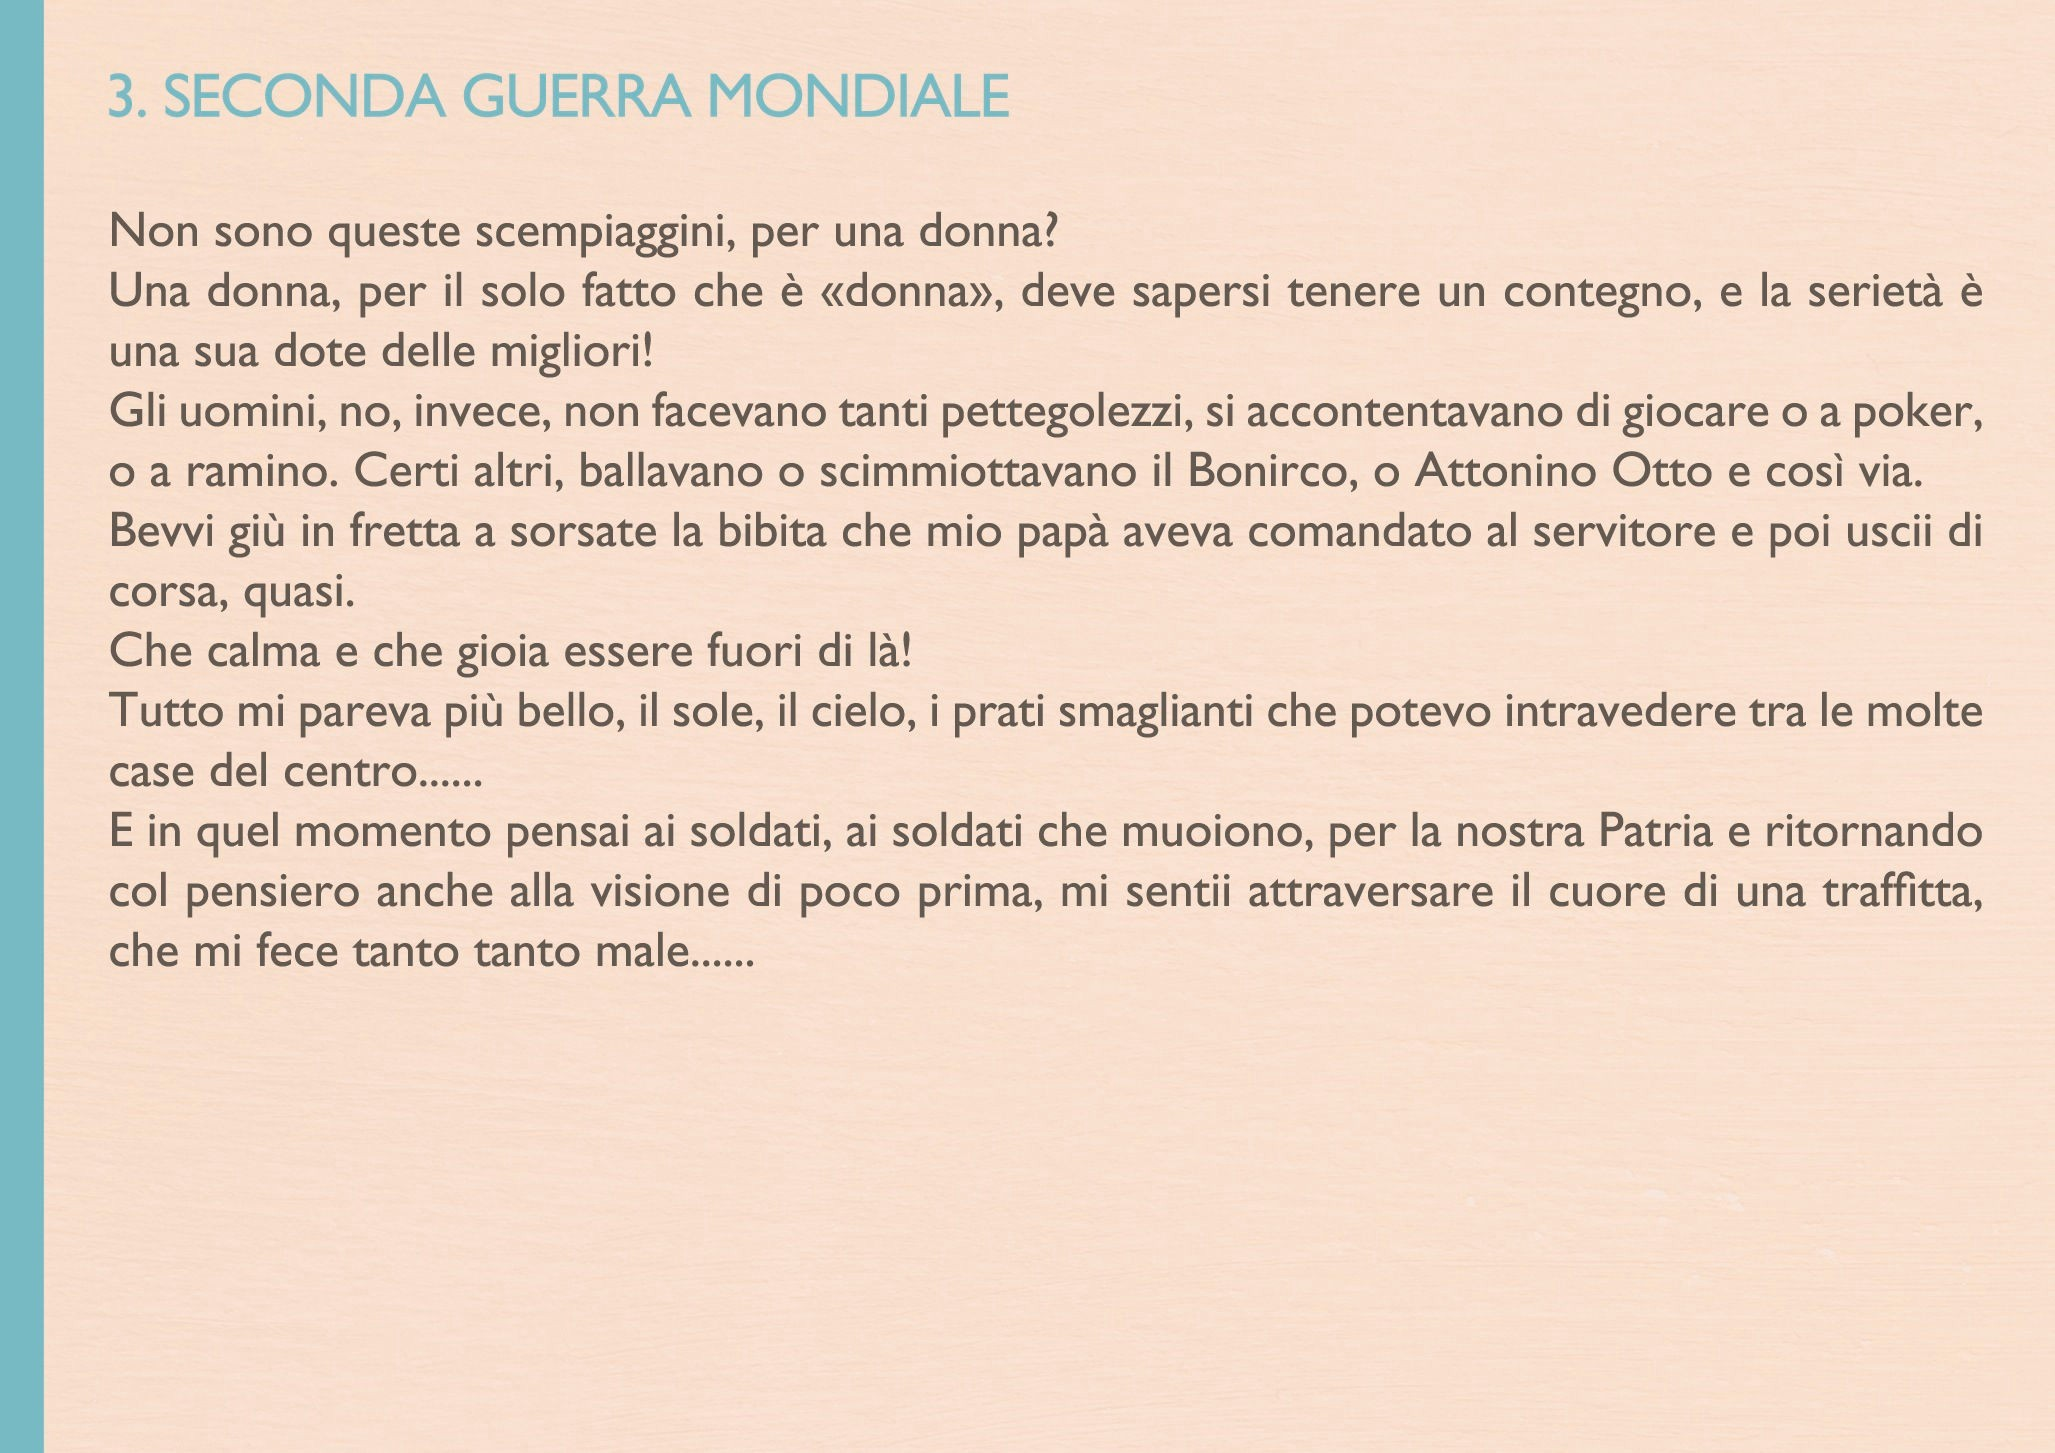 3. SECONDA GUERRA MONDIALE
Non sono queste scempiaggini, per una donna?
Una donna, per il solo fatto che è «donna», deve sapersi tenere un contegno, e la serietà è
una sua dote delle migliori!
Gli uomini, no, invece, non facevano tanti pettegolezzi, si accontentavano di giocare o a poker,
o a ramino. Certi altri, ballavano o scimmiottavano il Bonirco, o Attonino Otto e così via.
Bevvi giù in fretta a sorsate la bibita che mio papà aveva comandato al servitore e poi uscii di
corsa, quasi.
Che calma e che gioia essere fuori di là!
Tutto mi pareva più bello, il sole, il cielo, i prati smaglianti che potevo intravedere tra le molte
case del centro......
E in quel momento pensai ai soldati, ai soldati che muoiono, per la nostra Patria e ritornando
col pensiero anche alla visione di poco prima, mi sentii attraversare il cuore di una traffitta,
che mi fece tanto tanto male......